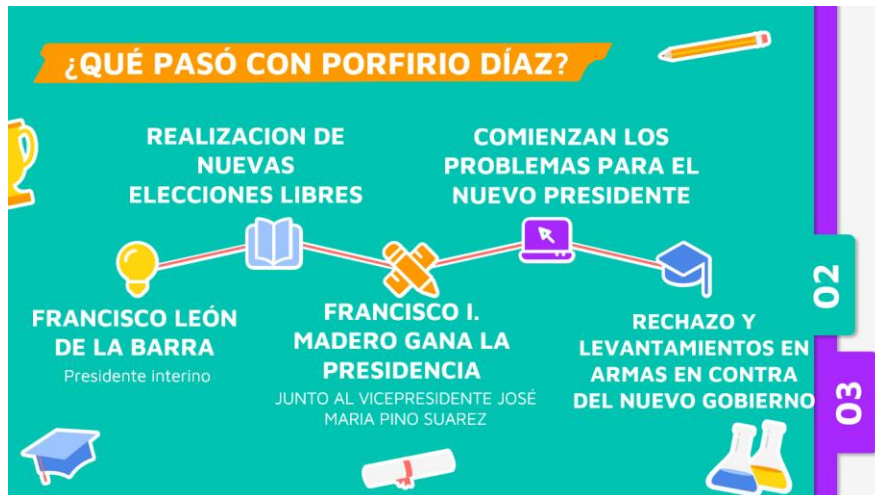 ¿QUÉ PASÓ CON PORFIRIO DÍAZ?
REALIZACION DE
NUEVAS
ELECCIONES LIBRES
COMIENZAN LOS
PROBLEMAS PARA EL
NUEVO PRESIDENTE
FRANCISCO LEÓN
DE LA BARRA
Presidente interino
FRANCISCO I.
MADERO GANA LA
PRESIDENCIA
JUNTO AL VICEPRESIDENTE JOSÉ
MARIA PINO SUAREZ
RECHAZO Y
LEVANTAMIENTOS EN
ARMAS EN CONTRA
DEL NUEVO GOBIERNO
02
03